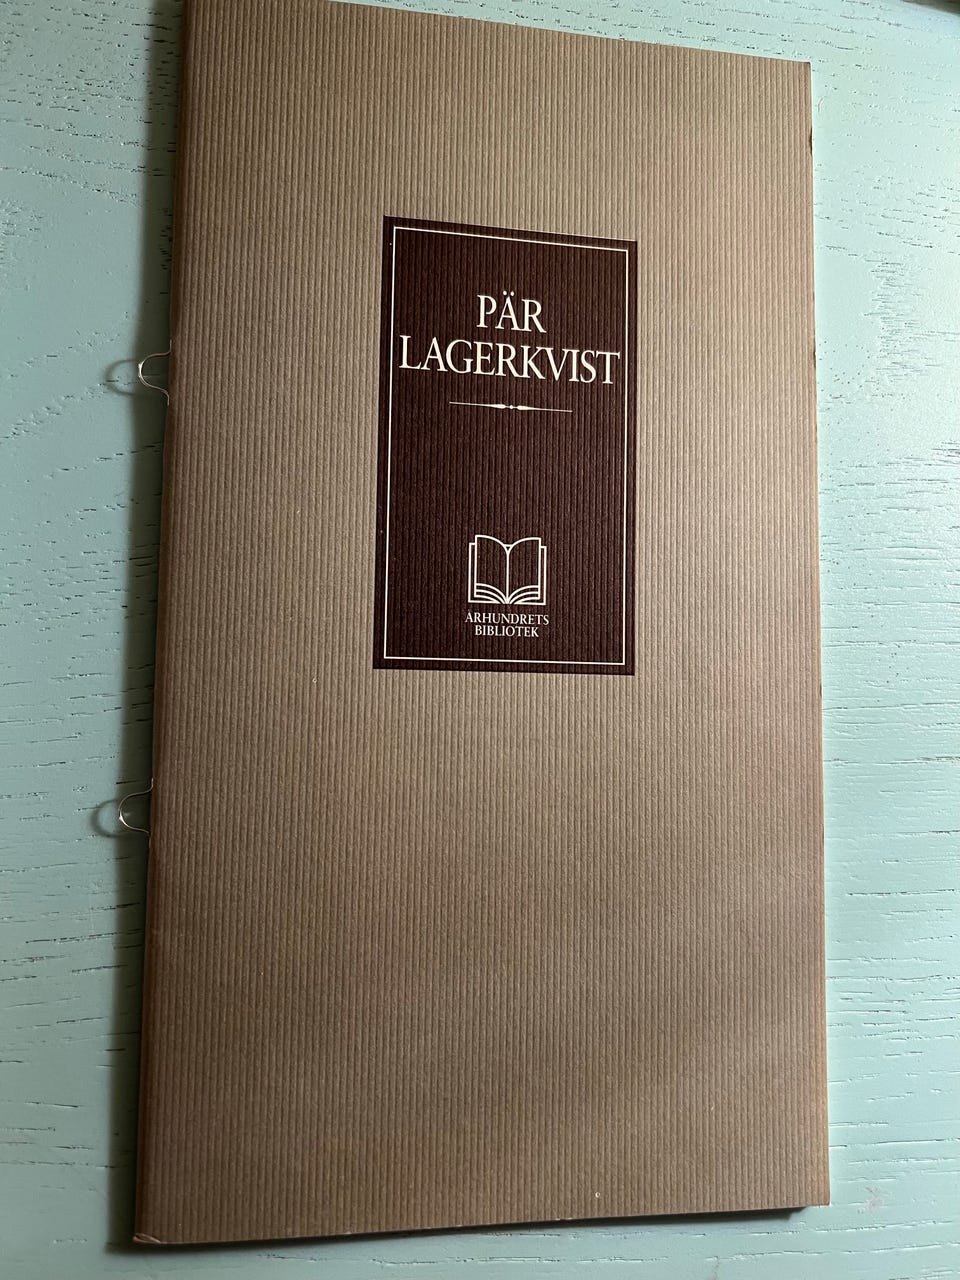 PÄR
LAGERKVIST
ÅRHUNDRETS
BIBLIOTEK